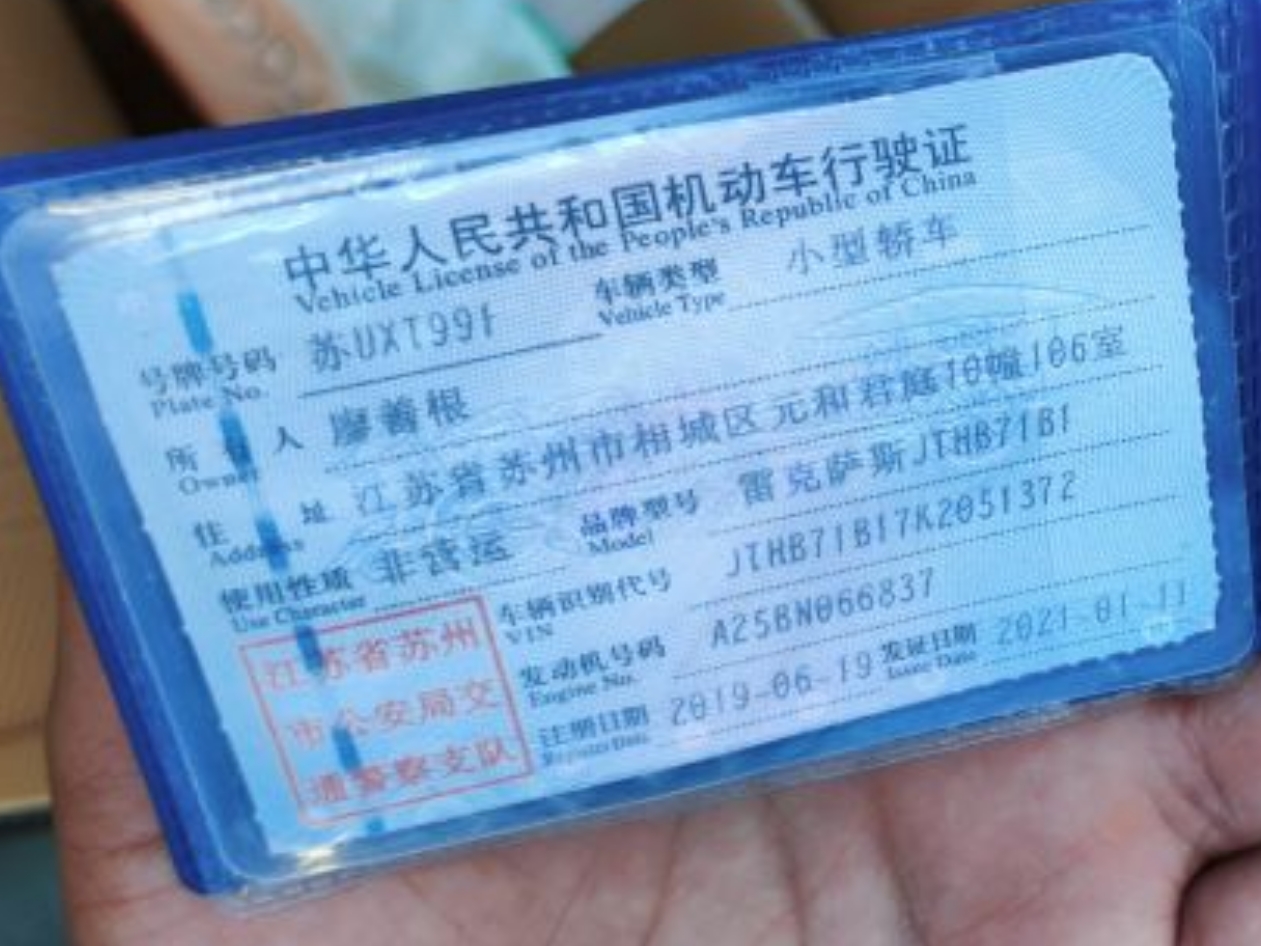 中华人民共和国机动车行驶证
Vehicle License of the People's Republic of China
号牌号码 苏UXT991 车辆类型 小型轿车
Plate No. Vehicle Type
所有人 廖善根
Owner
住址 江苏省苏州市相城区元和君庭10幢106室
Address
使用性质 非营运 品牌型号 雷克萨斯JTHB71B1
Use Character Model
车辆识别代号 JTHB71B17K2051372
VIN
发动机号码 A25BN066837
Engine No.
注册日期 2019-06-19 发证日期 2021-01-11
Register Date Issue Date
江苏省苏州
市公安局交
通警察支队